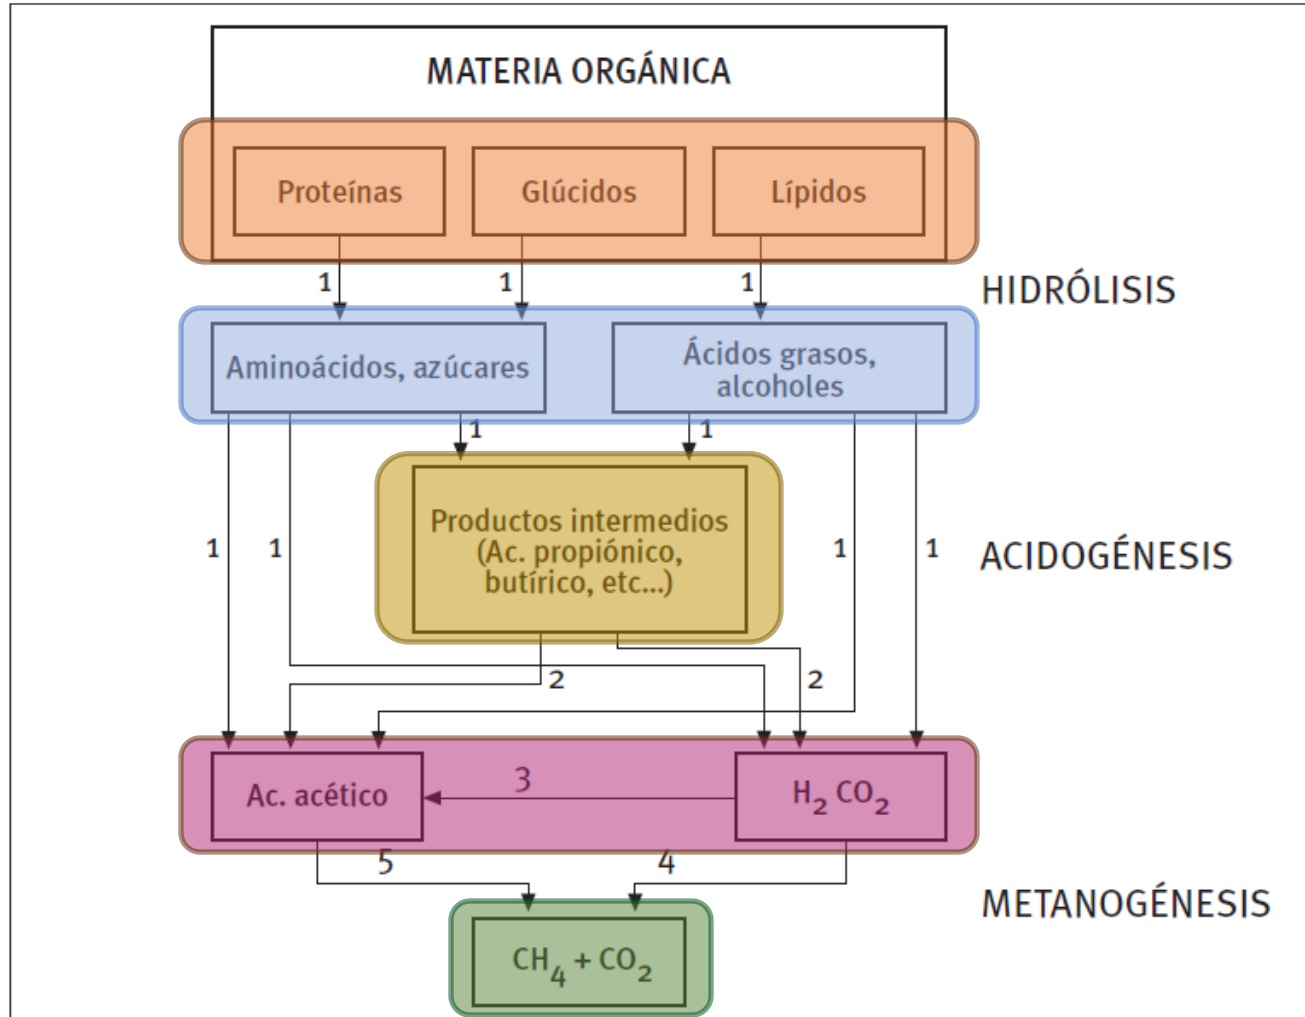 MATERIA ORGÁNICA
Proteínas
Glúcidos
Lípidos
1
1
1
HIDRÓLISIS
Aminoácidos, azúcares
Ácidos grasos,
alcoholes
1
1
Productos intermedios
(Ac. propiónico,
butírico, etc...)
1
1
1
1
ACIDOGÉNESIS
2
2
Ac. acético
3
H₂ CO₂
5
4
METANOGÉNESIS
CH₄ + CO₂